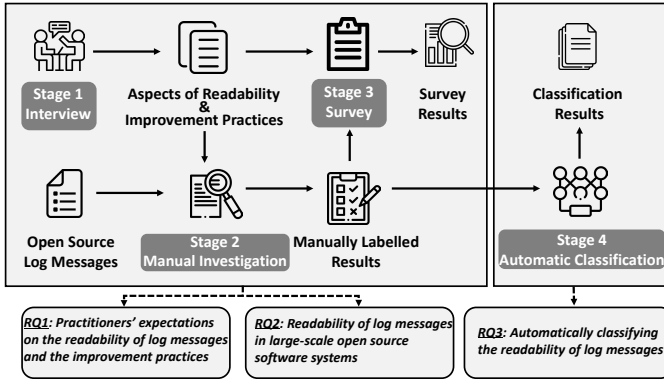 Stage 1
Interview
Aspects of Readability
&
Improvement Practices
Stage 3
Survey
Survey
Results
Classification
Results
Open Source
Log Messages
Stage 2
Manual Investigation
Manually Labelled
Results
Stage 4
Automatic Classification
RQ1: Practitioners' expectations
on the readability of log messages
and the improvement practices
RQ2: Readability of log messages
in large-scale open source
software systems
RQ3: Automatically classifying
the readability of log messages